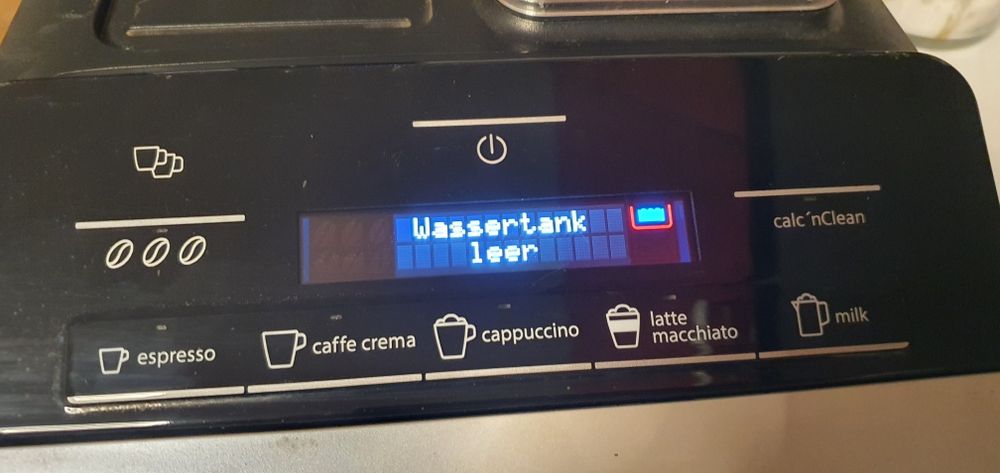 Wassertank
leer
calc´nClean
espresso
caffe crema
cappuccino
latte
macchiato
milk